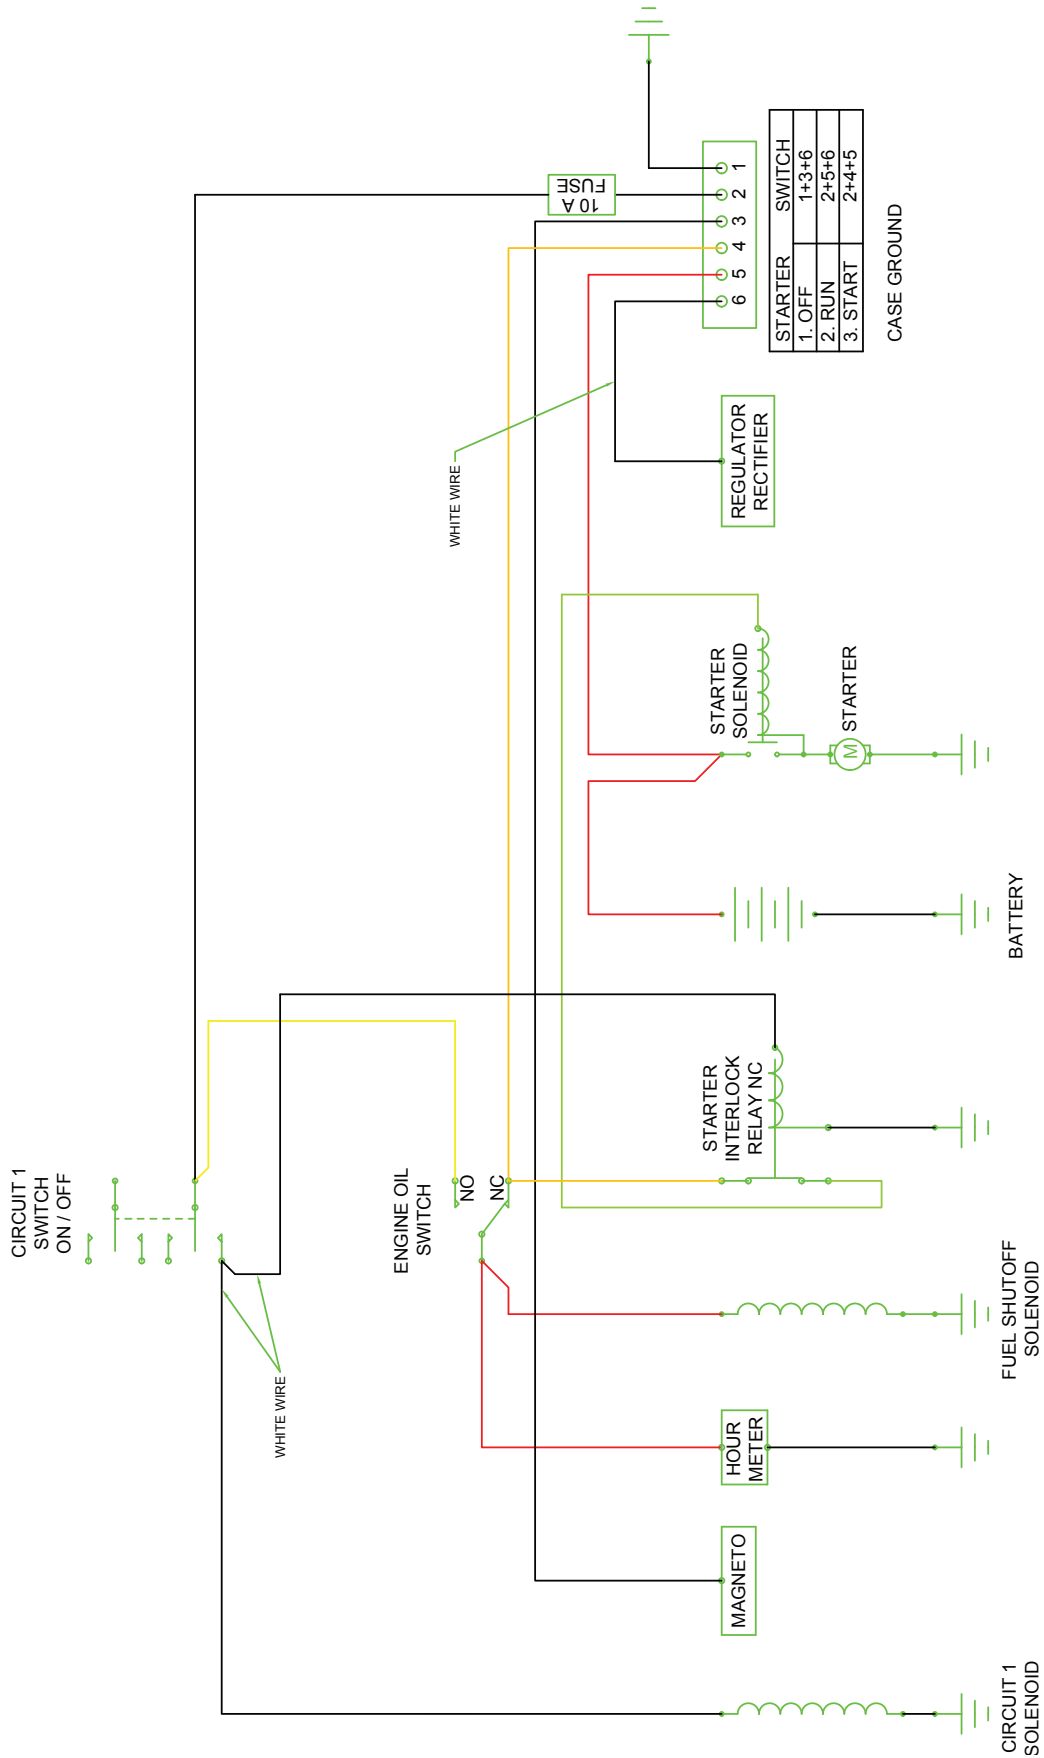 CIRCUIT 1
SWITCH
ON / OFF
WHITE WIRE
ENGINE OIL
SWITCH
NO
NC
WHITE WIRE
10 A
FUSE
6 5 4 3 2 1
STARTER SWITCH
1. OFF 1+3+6
2. RUN 2+5+6
3. START 2+4+5
CASE GROUND
CIRCUIT 1
SOLENOID
MAGNETO
HOUR
METER
FUEL SHUTOFF
SOLENOID
STARTER
INTERLOCK
RELAY NC
BATTERY
STARTER
SOLENOID
M
STARTER
REGULATOR
RECTIFIER